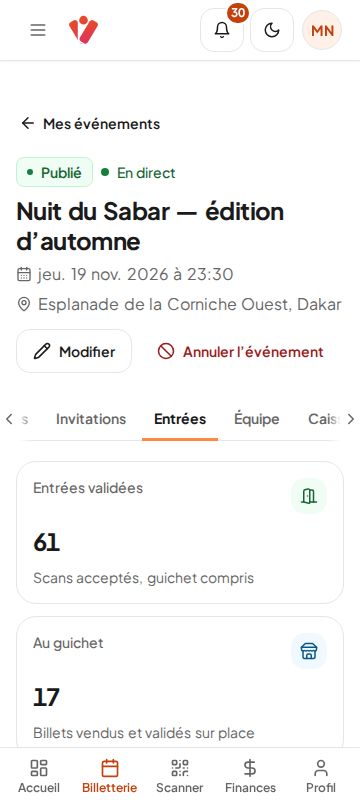 30
MN
Mes événements
Publié
En direct
Nuit du Sabar — édition
d’automne
jeu. 19 nov. 2026 à 23:30
Esplanade de la Corniche Ouest, Dakar
Modifier
Annuler l’événement
s Invitations Entrées Équipe Cais
Entrées validées
61
Scans acceptés, guichet compris
Au guichet
17
Billets vendus et validés sur place
Accueil Billetterie Scanner Finances Profil